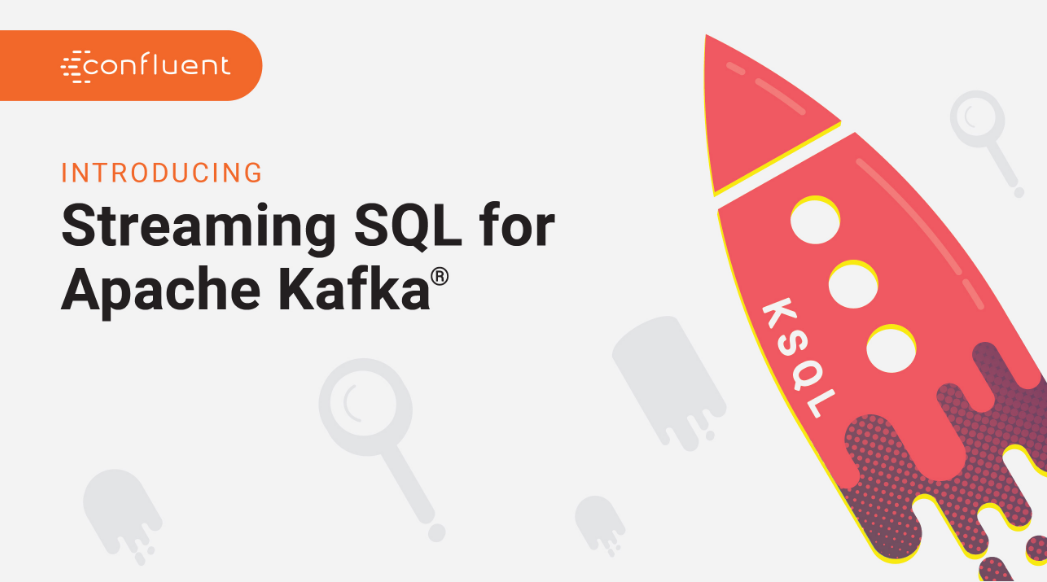 confluent
INTRODUCING
Streaming SQL for
Apache Kafka®
KSQL